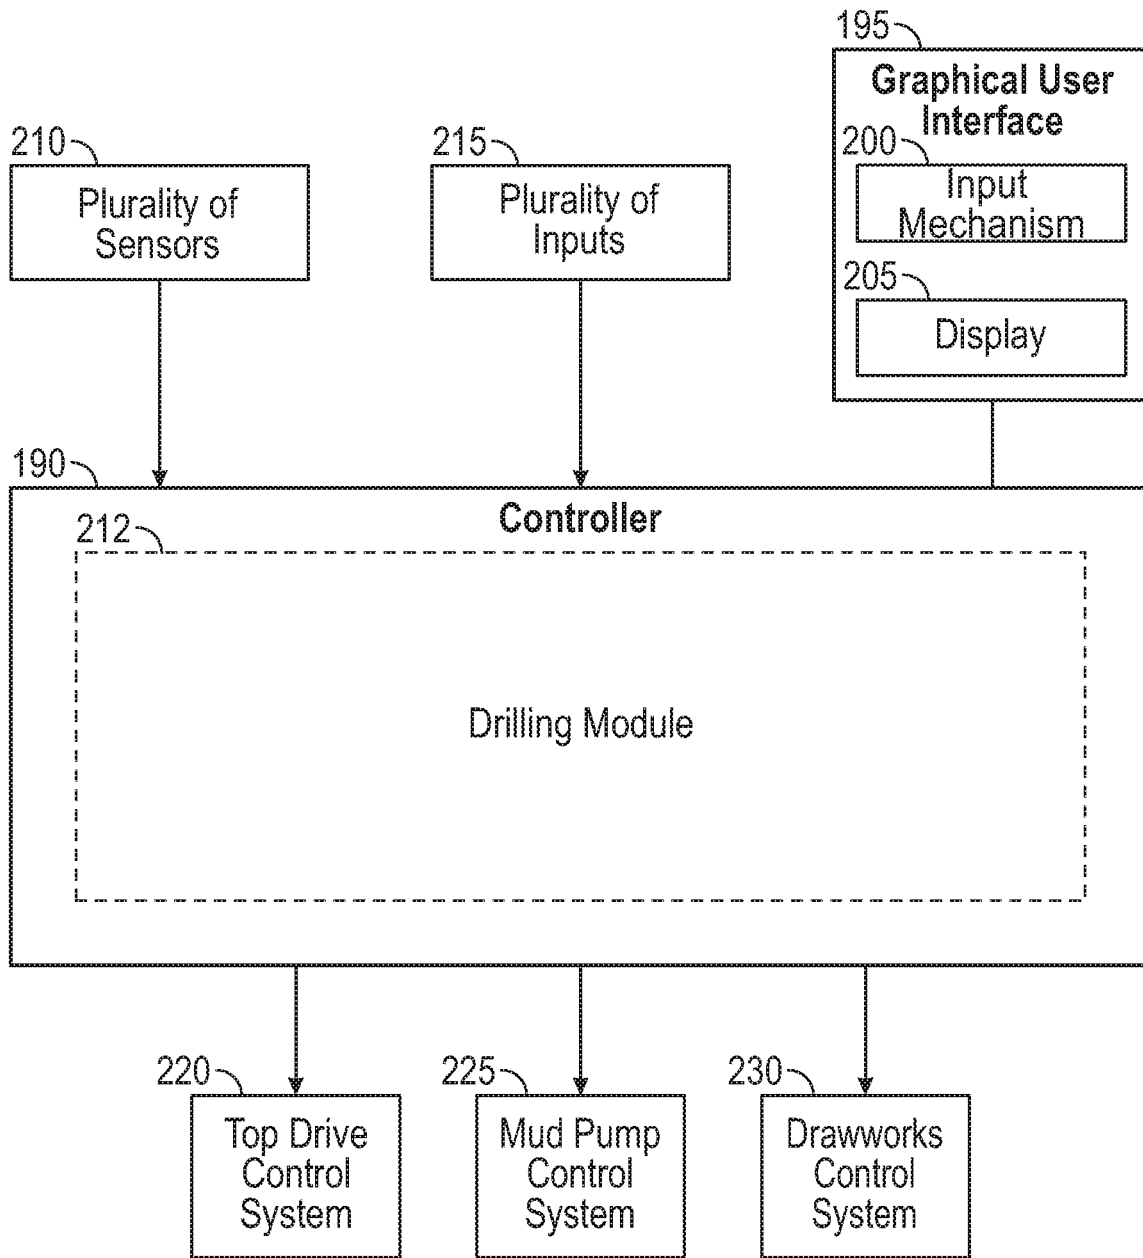 195
Graphical User
Interface
200
Input
Mechanism
205
Display
210
Plurality of
Sensors
215
Plurality of
Inputs
190
Controller
212
Drilling Module
220
Top Drive
Control
System
225
Mud Pump
Control
System
230
Drawworks
Control
System